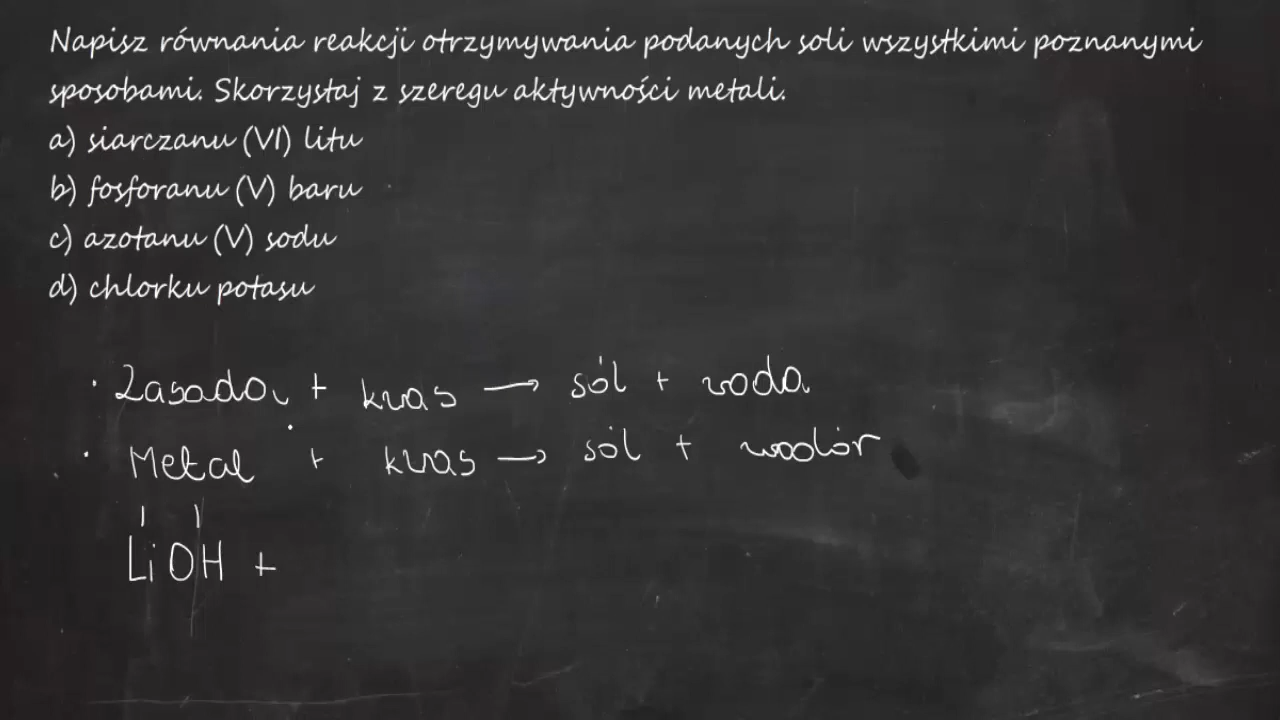 Napisz równania reakcji otrzymywania podanych soli wszystkimi poznanymi
sposobami. Skorzystaj z szeregu aktywności metali.
a) siarczanu (VI) litu
b) fosforanu (V) baru
c) azotanu (V) sodu
d) chlorku potasu
• Zasada + kwas → sól + woda
• Metal + kwas → sól + wodór
I I
LiOH +